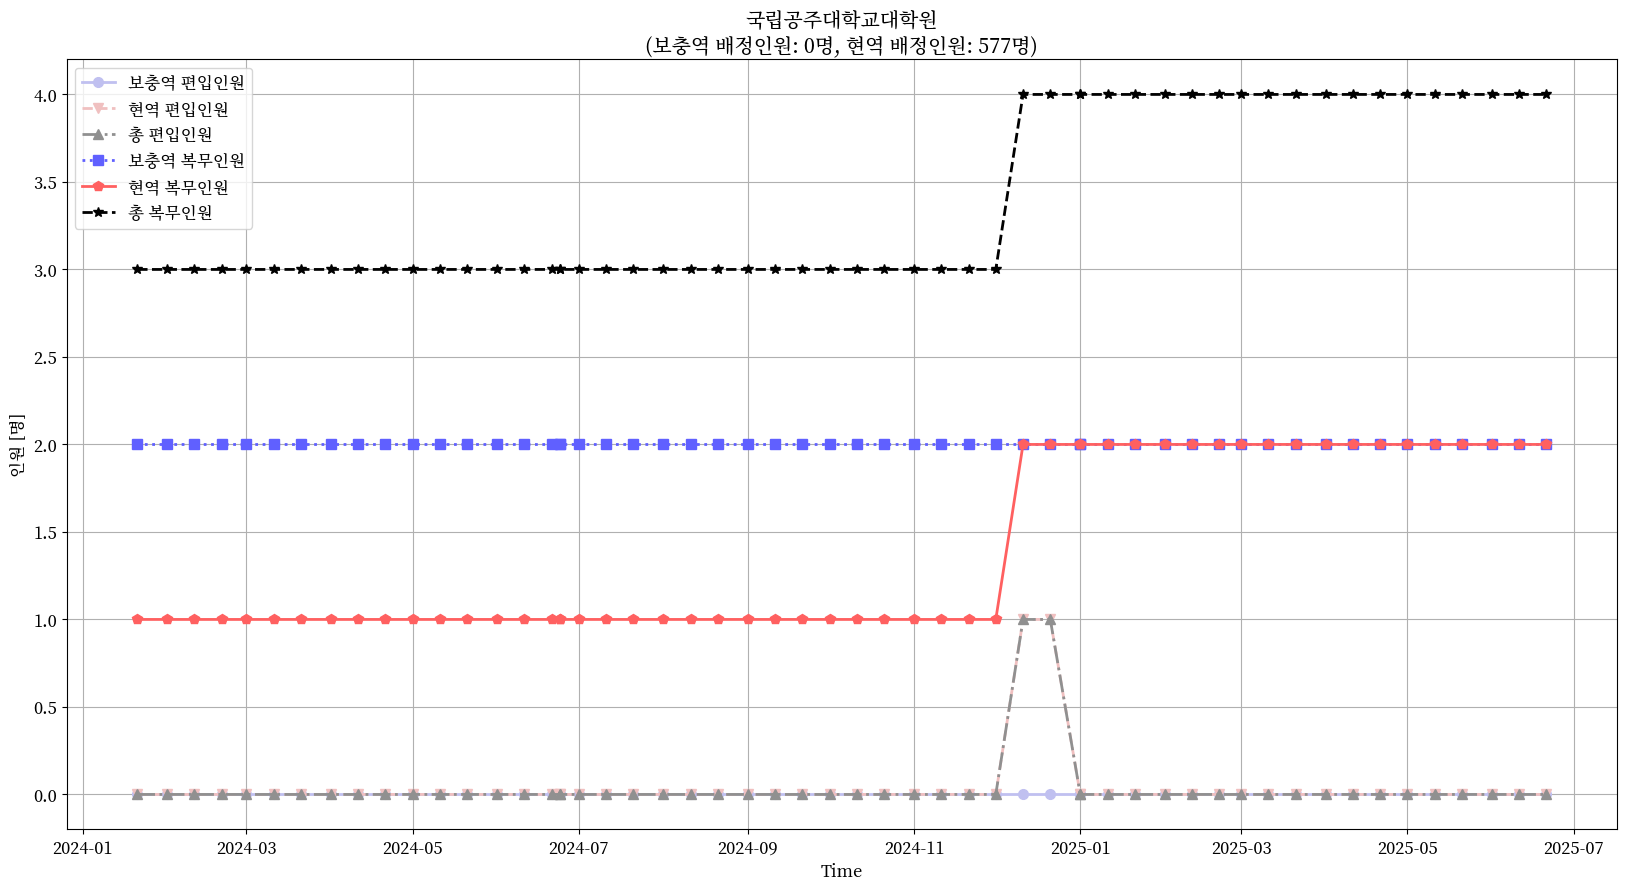 국립공주대학교대학원
(보충역 배정인원: 0명, 현역 배정인원: 577명)
보충역 편입인원
현역 편입인원
총 편입인원
보충역 복무인원
현역 복무인원
총 복무인원
4.0
3.5
3.0
2.5
2.0
1.5
1.0
0.5
0.0
인원 [명]
2024-01
2024-03
2024-05
2024-07
2024-09
2024-11
2025-01
2025-03
2025-05
2025-07
Time